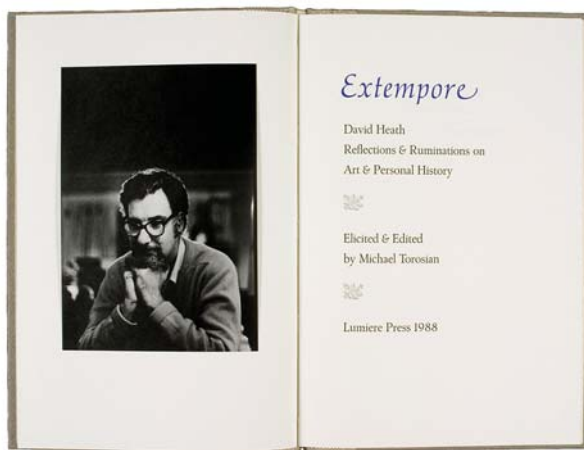 Extempore
David Heath
Reflections & Ruminations on
Art & Personal History
Elicited & Edited
by Michael Torosian
Lumiere Press 1988